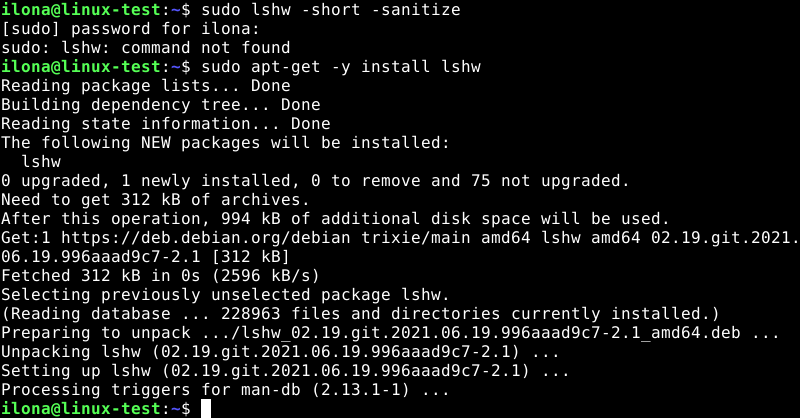 ilona@linux-test:~$ sudo lshw -short -sanitize
[sudo] password for ilona:
sudo: lshw: command not found
ilona@linux-test:~$ sudo apt-get -y install lshw
Reading package lists... Done
Building dependency tree... Done
Reading state information... Done
The following NEW packages will be installed:
  lshw
0 upgraded, 1 newly installed, 0 to remove and 75 not upgraded.
Need to get 312 kB of archives.
After this operation, 994 kB of additional disk space will be used.
Get:1 https://deb.debian.org/debian trixie/main amd64 lshw amd64 02.19.git.2021.
06.19.996aaad9c7-2.1 [312 kB]
Fetched 312 kB in 0s (2596 kB/s)
Selecting previously unselected package lshw.
(Reading database ... 228963 files and directories currently installed.)
Preparing to unpack .../lshw_02.19.git.2021.06.19.996aaad9c7-2.1_amd64.deb ...
Unpacking lshw (02.19.git.2021.06.19.996aaad9c7-2.1) ...
Setting up lshw (02.19.git.2021.06.19.996aaad9c7-2.1) ...
Processing triggers for man-db (2.13.1-1) ...
ilona@linux-test:~$